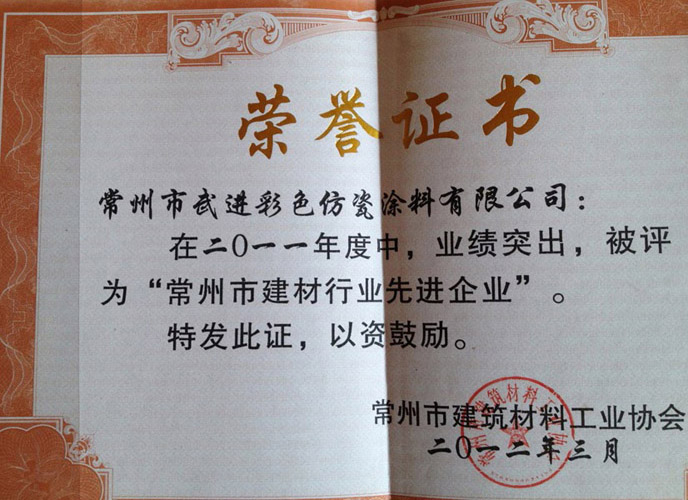 荣誉证书
常州市武进彩色仿瓷涂料有限公司：
在二〇一一年度中，业绩突出，被评
为“常州市建材行业先进企业”。
特发此证，以资鼓励。
常州市建筑材料工业协会
二〇一二年三月